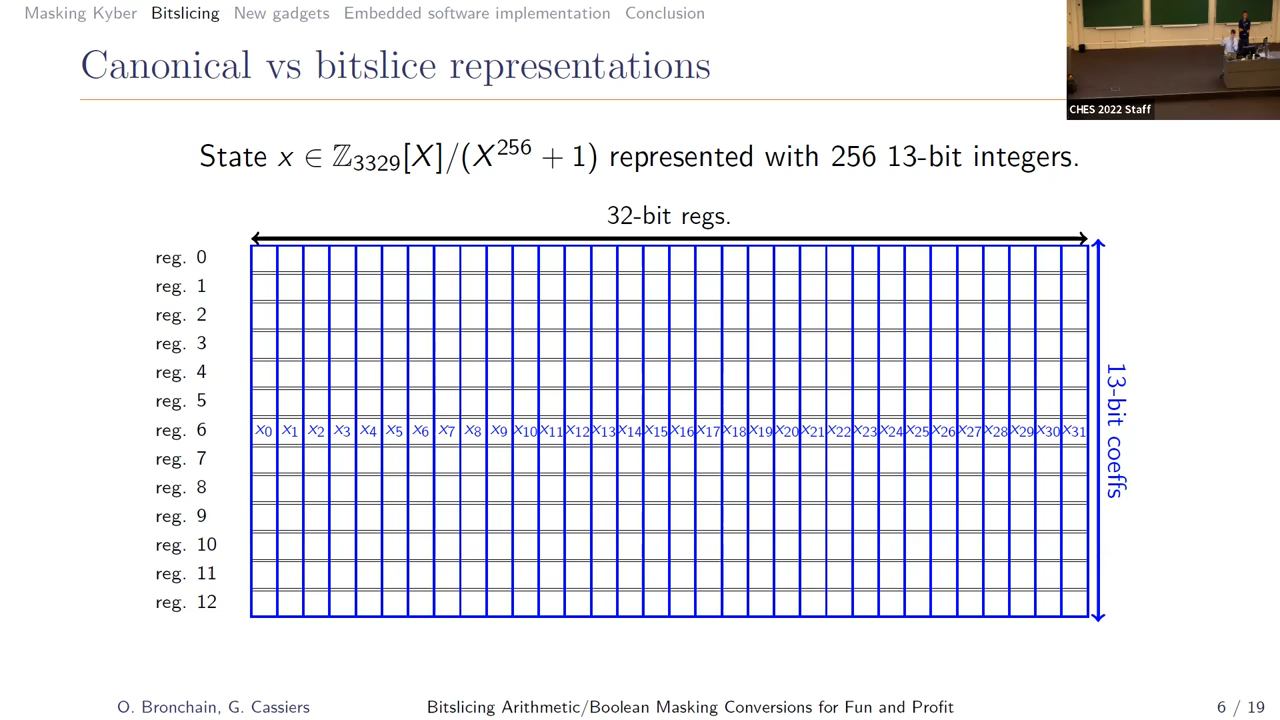 Masking Kyber Bitslicing New gadgets Embedded software implementation Conclusion
CHES 2022 Staff
Canonical vs bitslice representations
State x ∈ ℤ₃₃₂₉[X]/(X²⁵⁶ + 1) represented with 256 13-bit integers.
32-bit regs.
reg. 0
reg. 1
reg. 2
reg. 3
reg. 4
reg. 5
reg. 6 x₀ x₁ x₂ x₃ x₄ x₅ x₆ x₇ x₈ x₉ x₁₀ x₁₁ x₁₂ x₁₃ x₁₄ x₁₅ x₁₆ x₁₇ x₁₈ x₁₉ x₂₀ x₂₁ x₂₂ x₂₃ x₂₄ x₂₅ x₂₆ x₂₇ x₂₈ x₂₉ x₃₀ x₃₁
reg. 7
reg. 8
reg. 9
reg. 10
reg. 11
reg. 12
13-bit coeffs
O. Bronchain, G. Cassiers Bitslicing Arithmetic/Boolean Masking Conversions for Fun and Profit 6 / 19